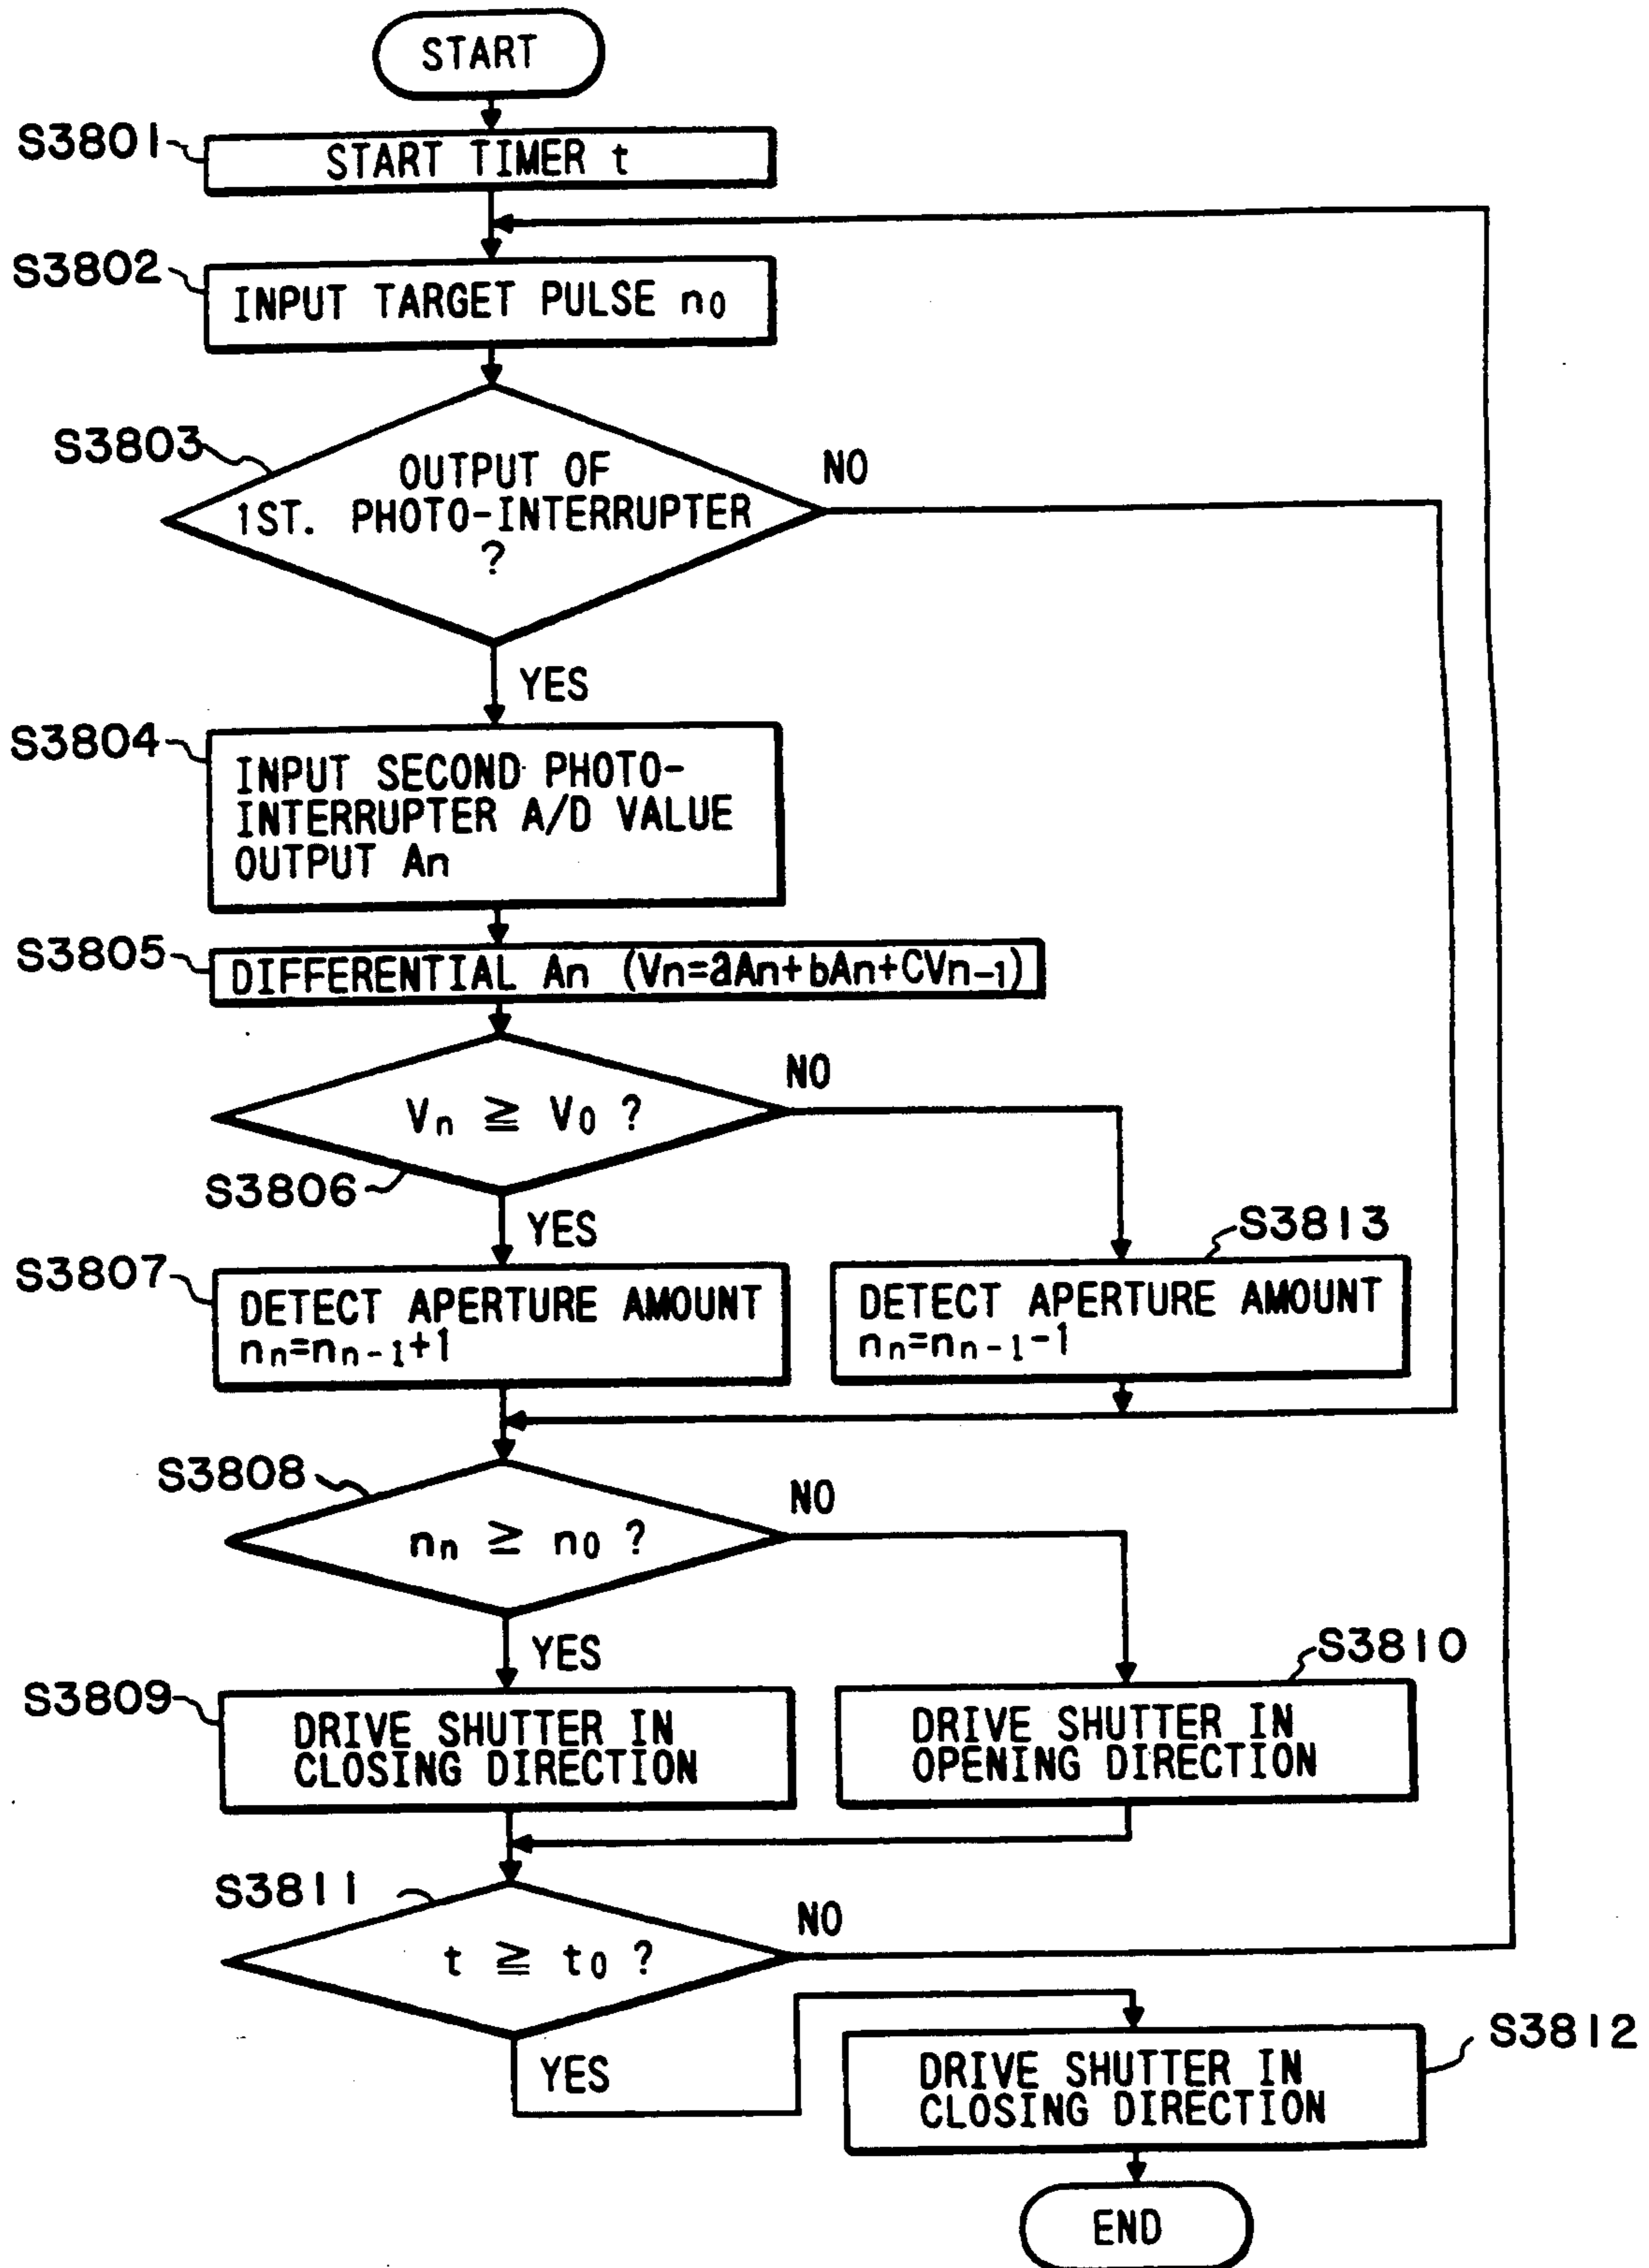 START
S3801
START TIMER t
S3802
INPUT TARGET PULSE n0
S3803
OUTPUT OF
1ST. PHOTO-INTERRUPTER
?
NO
YES
S3804
INPUT SECOND PHOTO-
INTERRUPTER A/D VALUE
OUTPUT An
S3805
DIFFERENTIAL An (Vn=aAn+bAn+CVn-1)
Vn ≧ V0 ?
NO
S3806
YES
S3807
DETECT APERTURE AMOUNT
nn=nn-1+1
S3813
DETECT APERTURE AMOUNT
nn=nn-1-1
S3808
nn ≧ n0 ?
NO
YES
S3809
DRIVE SHUTTER IN
CLOSING DIRECTION
S3810
DRIVE SHUTTER IN
OPENING DIRECTION
S3811
t ≧ t0 ?
NO
YES
S3812
DRIVE SHUTTER IN
CLOSING DIRECTION
END